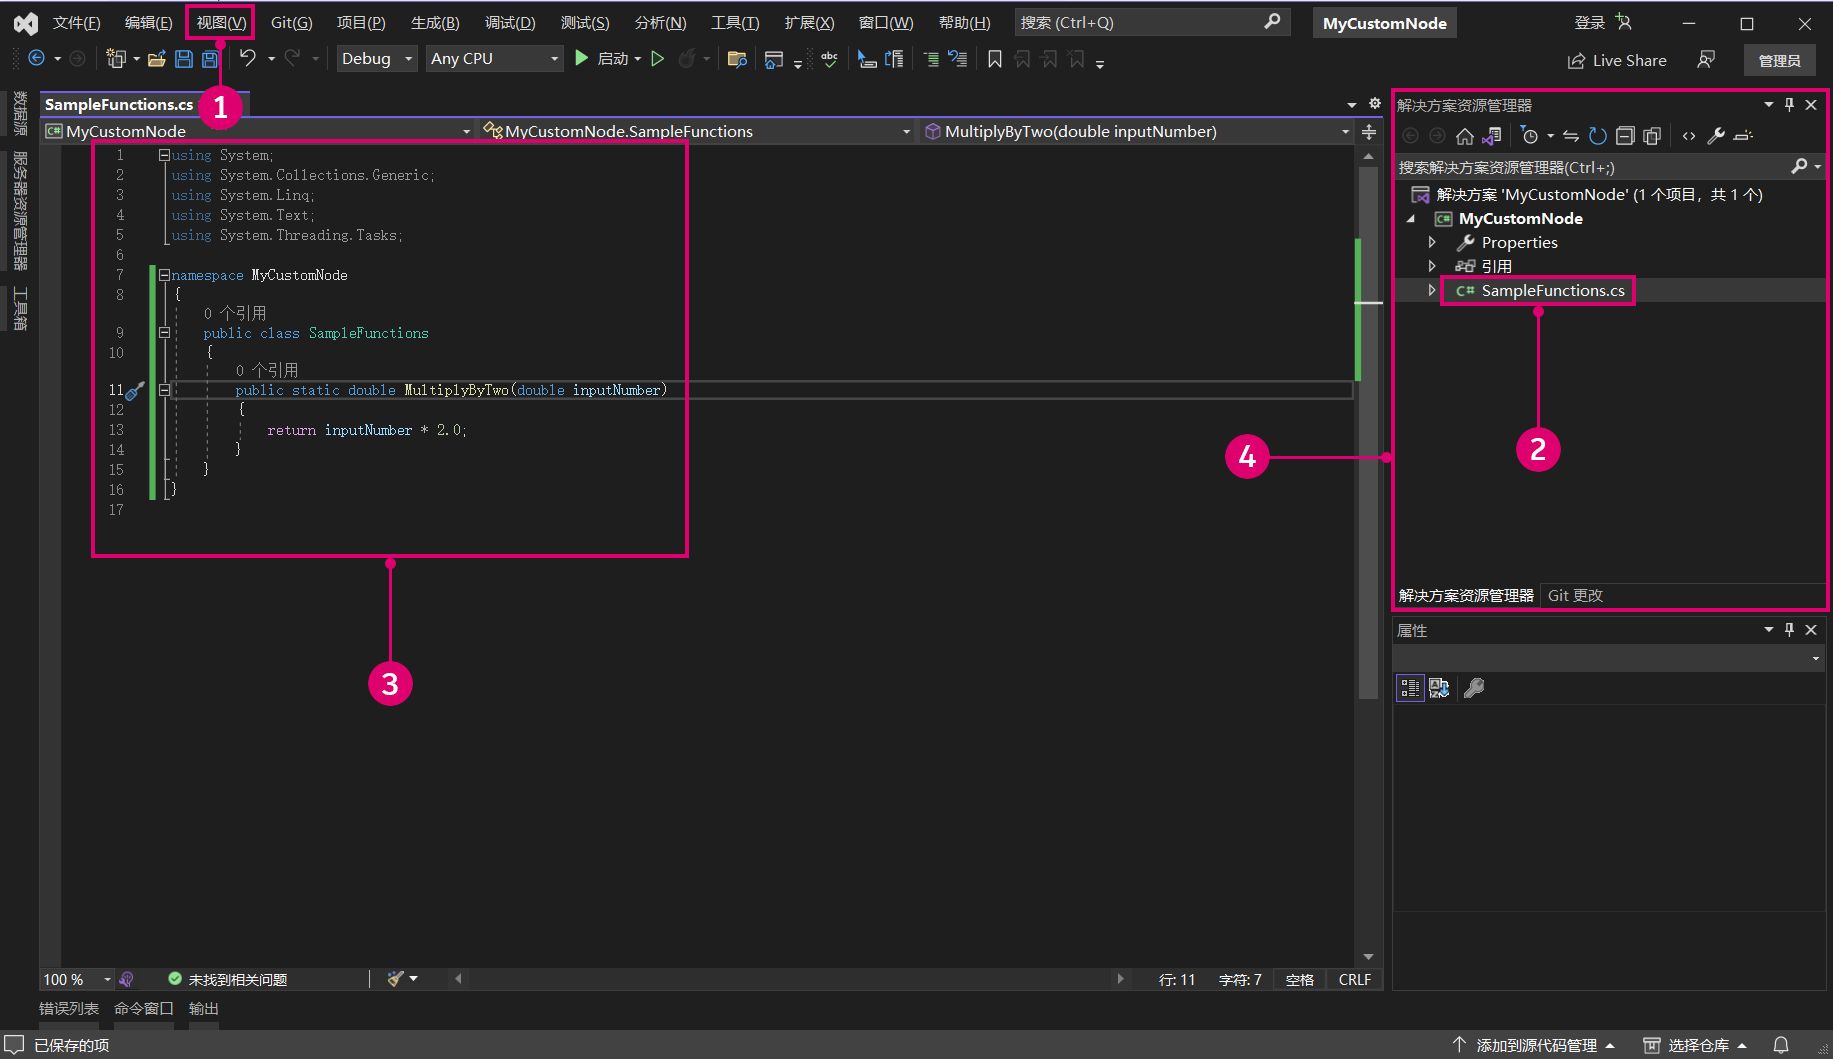 文件(F) 编辑(E) 视图(V) Git(G) 项目(P) 生成(B) 调试(D) 测试(S) 分析(N) 工具(T) 扩展(X) 窗口(W) 帮助(H) 搜索 (Ctrl+Q) MyCustomNode 登录
Debug Any CPU 启动 Live Share 管理员
数据源
服务器资源管理器
工具箱
SampleFunctions.cs
1
MyCustomNode MyCustomNode.SampleFunctions MultiplyByTwo(double inputNumber)
1 using System;
2 using System.Collections.Generic;
3 using System.Linq;
4 using System.Text;
5 using System.Threading.Tasks;
6
7 namespace MyCustomNode
8 {
0 个引用
9 public class SampleFunctions
10 {
0 个引用
11 public static double MultiplyByTwo(double inputNumber)
12 {
13 return inputNumber * 2.0;
14 }
15 }
16 }
17
3
4
解决方案资源管理器
搜索解决方案资源管理器(Ctrl+;)
解决方案 'MyCustomNode' (1 个项目，共 1 个)
C# MyCustomNode
Properties
引用
C# SampleFunctions.cs
2
解决方案资源管理器 Git 更改
属性
100 % 未找到相关问题 行: 11 字符: 7 空格 CRLF
错误列表 命令窗口 输出
已保存的项 添加到源代码管理 选择仓库